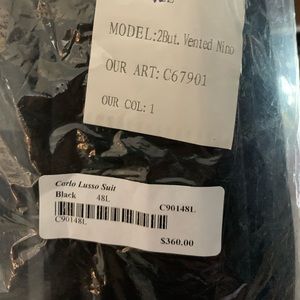 MODEL:2But. Vented Nino
OUR ART: C67901
OUR COL: 1
Carlo Lusso Suit
Black 48L C90148L
C90148L
$360.00